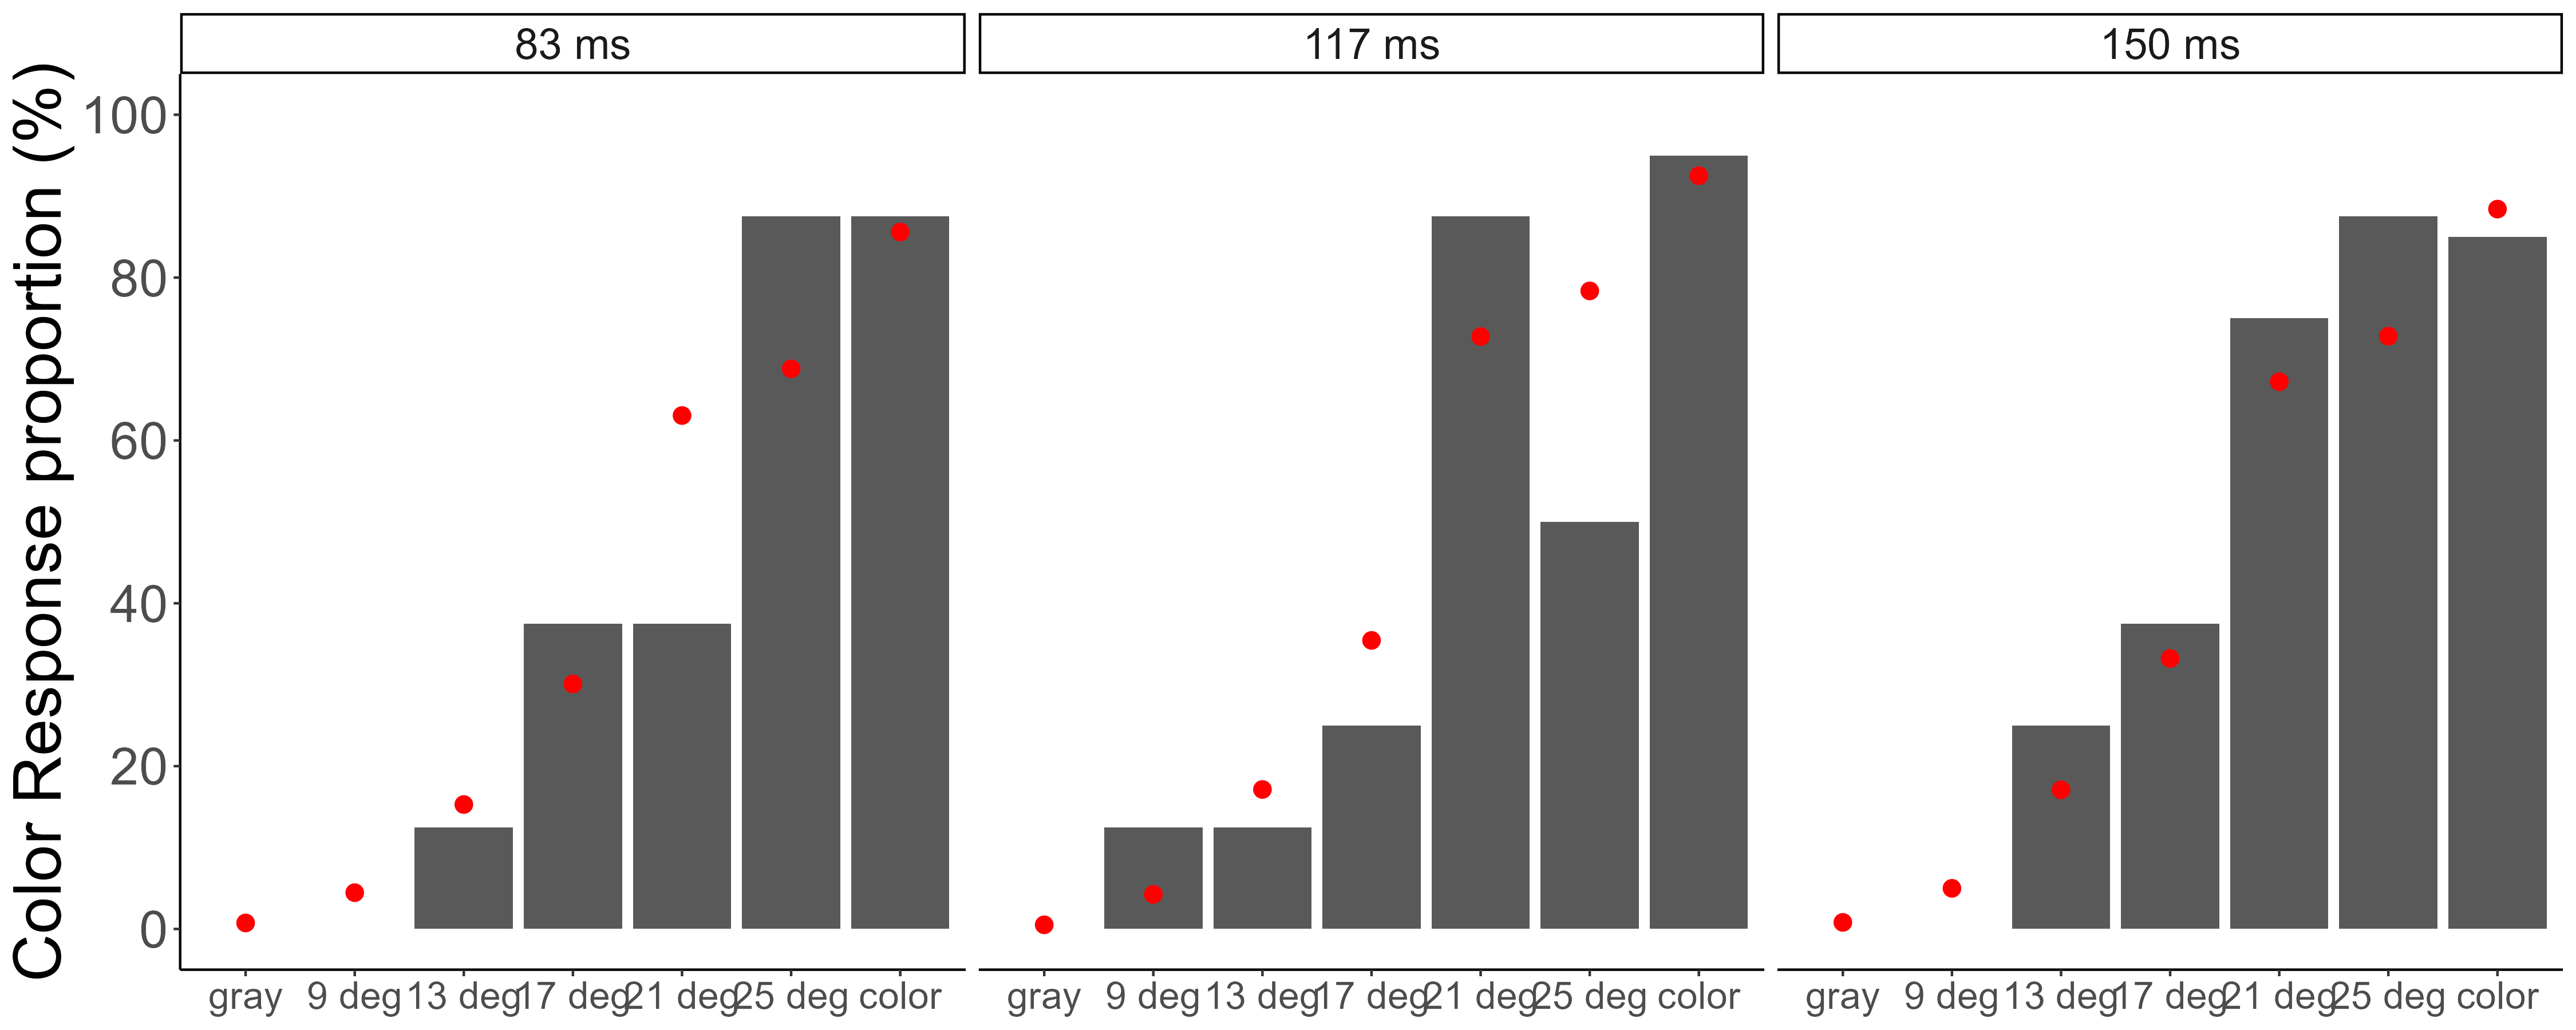 83 ms
117 ms
150 ms
Color Response proportion (%)
100
80
60
40
20
0
gray 9 deg 13 deg 17 deg 21 deg 25 deg color
gray 9 deg 13 deg 17 deg 21 deg 25 deg color
gray 9 deg 13 deg 17 deg 21 deg 25 deg color